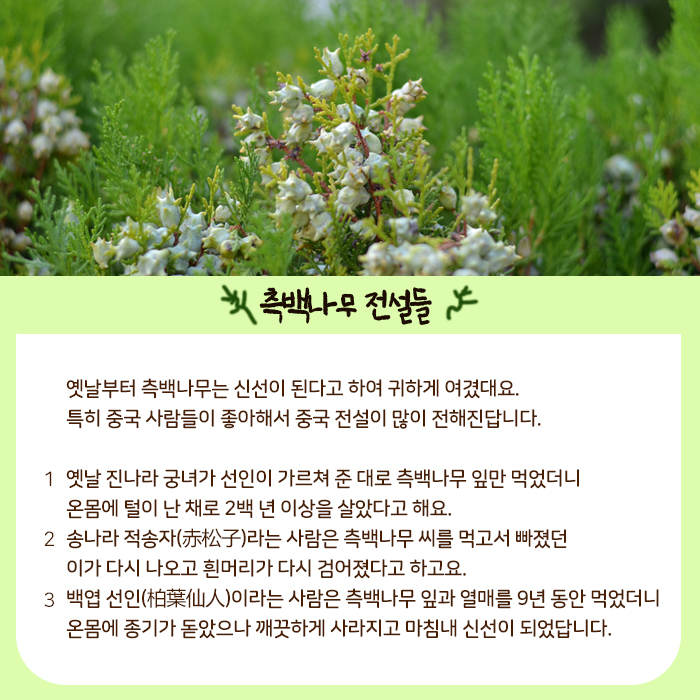 측백나무 전설들
옛날부터 측백나무는 신선이 된다고 하여 귀하게 여겼대요.
특히 중국 사람들이 좋아해서 중국 전설이 많이 전해진답니다.
1 옛날 진나라 궁녀가 선인이 가르쳐 준 대로 측백나무 잎만 먹었더니
온몸에 털이 난 채로 2백 년 이상을 살았다고 해요.
2 송나라 적송자(赤松子)라는 사람은 측백나무 씨를 먹고서 빠졌던
이가 다시 나오고 흰머리가 다시 검어졌다고 하고요.
3 백엽 선인(柏葉仙人)이라는 사람은 측백나무 잎과 열매를 9년 동안 먹었더니
온몸에 종기가 돋았으나 깨끗하게 사라지고 마침내 신선이 되었답니다.